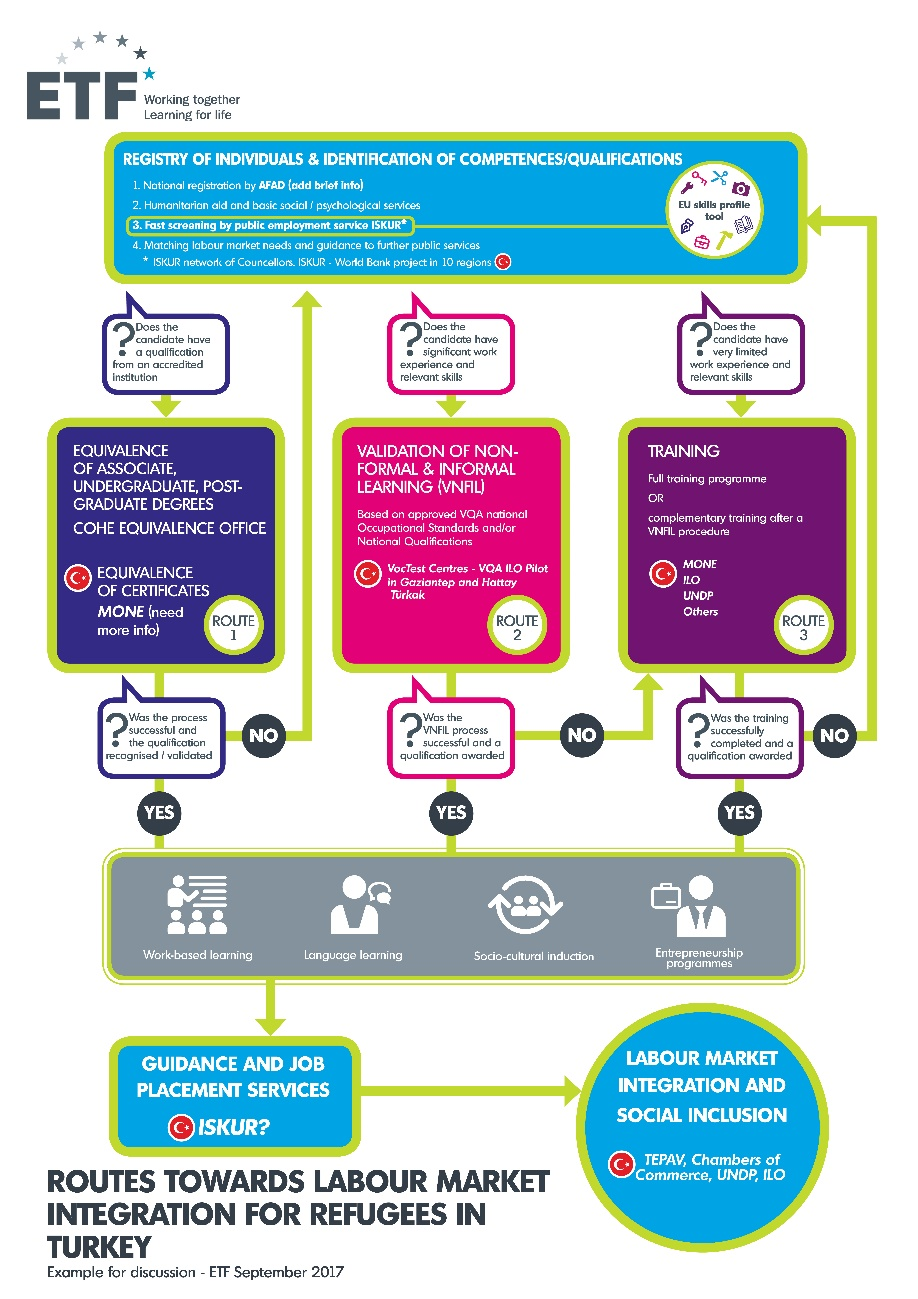 ETF
Working together
Learning for life
REGISTRY OF INDIVIDUALS & IDENTIFICATION OF COMPETENCES/QUALIFICATIONS
1. National registration by AFAD (add brief info)
2. Humanitarian aid and basic social / psychological services
3. Fast screening by public employment service ISKUR*
4. Matching labour market needs and guidance to further public services
* ISKUR network of Councellors. ISKUR - World Bank project in 10 regions
EU skills profile
tool
? Does the
candidate have
a qualification
from an accredited
institution
? Does the
candidate have
significant work
experience and
relevant skills
? Does the
candidate have
very limited
work experience and
relevant skills
EQUIVALENCE
OF ASSOCIATE,
UNDERGRADUATE, POST-
GRADUATE DEGREES
COHE EQUIVALENCE OFFICE
EQUIVALENCE
OF CERTIFICATES
MONE (need
more info)
ROUTE
1
VALIDATION OF NON-
FORMAL & INFORMAL
LEARNING (VNFIL)
Based on approved VQA national
Occupational Standards and/or
National Qualifications
VocTest Centres - VQA ILO Pilot
in Gaziantep and Hattay
Türkak
ROUTE
2
TRAINING
Full training programme
OR
complementary training after a
VNFIL procedure
MONE
ILO
UNDP
Others
ROUTE
3
? Was the process
successful and
the qualification
recognised / validated
NO
? Was the
VNFIL process
successful and a
qualification awarded
NO
? Was the training
successfully
completed and a
qualification awarded
NO
YES
YES
YES
Work-based learning
Language learning
Socio-cultural induction
Entrepreneurship
programmes
GUIDANCE AND JOB
PLACEMENT SERVICES
ISKUR?
LABOUR MARKET
INTEGRATION AND
SOCIAL INCLUSION
TEPAV, Chambers of
Commerce, UNDP, ILO
ROUTES TOWARDS LABOUR MARKET
INTEGRATION FOR REFUGEES IN
TURKEY
Example for discussion - ETF September 2017